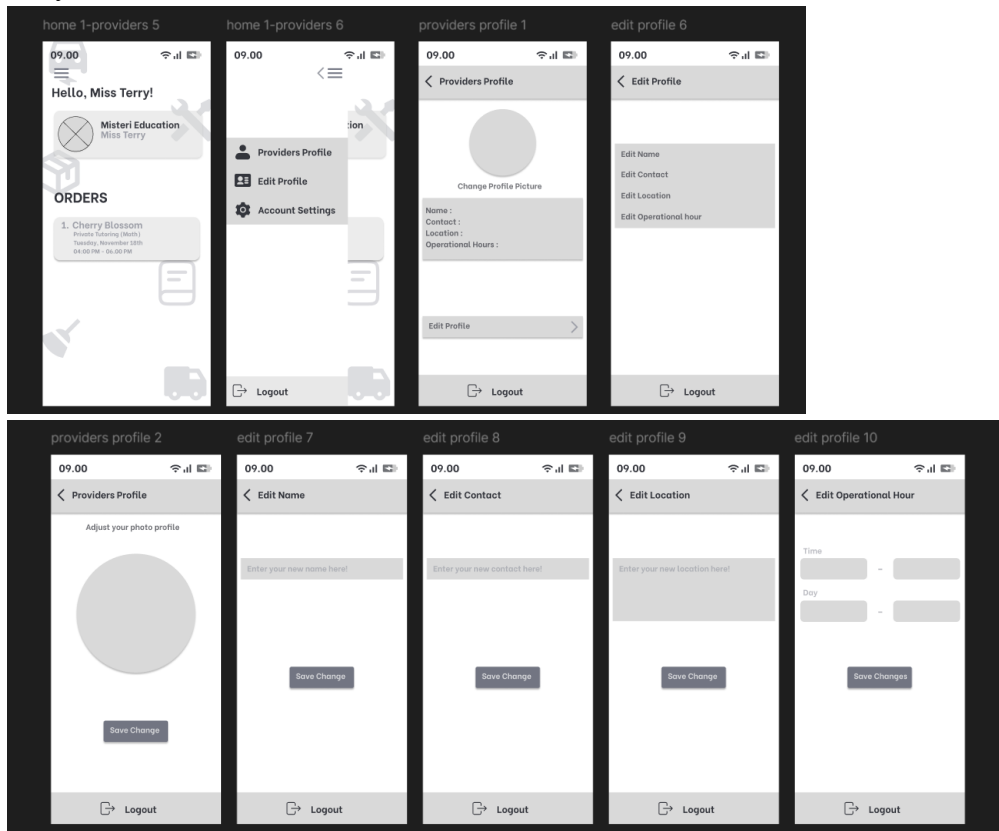 home 1-providers 5
09.00
Hello, Miss Terry!
Misteri Education
Miss Terry
ORDERS
1. Cherry Blossom
Private Tutoring (Math)
Tuesday, November 18th
04:00 PM - 06.00 PM
home 1-providers 6
09.00
tion
Providers Profile
Edit Profile
Account Settings
Logout
providers profile 1
09.00
Providers Profile
Change Profile Picture
Name :
Contact :
Location :
Operational Hours :
Edit Profile
Logout
edit profile 6
09.00
Edit Profile
Edit Name
Edit Contact
Edit Location
Edit Operational hour
Logout
providers profile 2
09.00
Providers Profile
Adjust your photo profile
Save Change
Logout
edit profile 7
09.00
Edit Name
Enter your new name here!
Save Change
Logout
edit profile 8
09.00
Edit Contact
Enter your new contact here!
Save Change
Logout
edit profile 9
09.00
Edit Location
Enter your new location here!
Save Change
Logout
edit profile 10
09.00
Edit Operational Hour
Time
-
Day
-
Save Changes
Logout